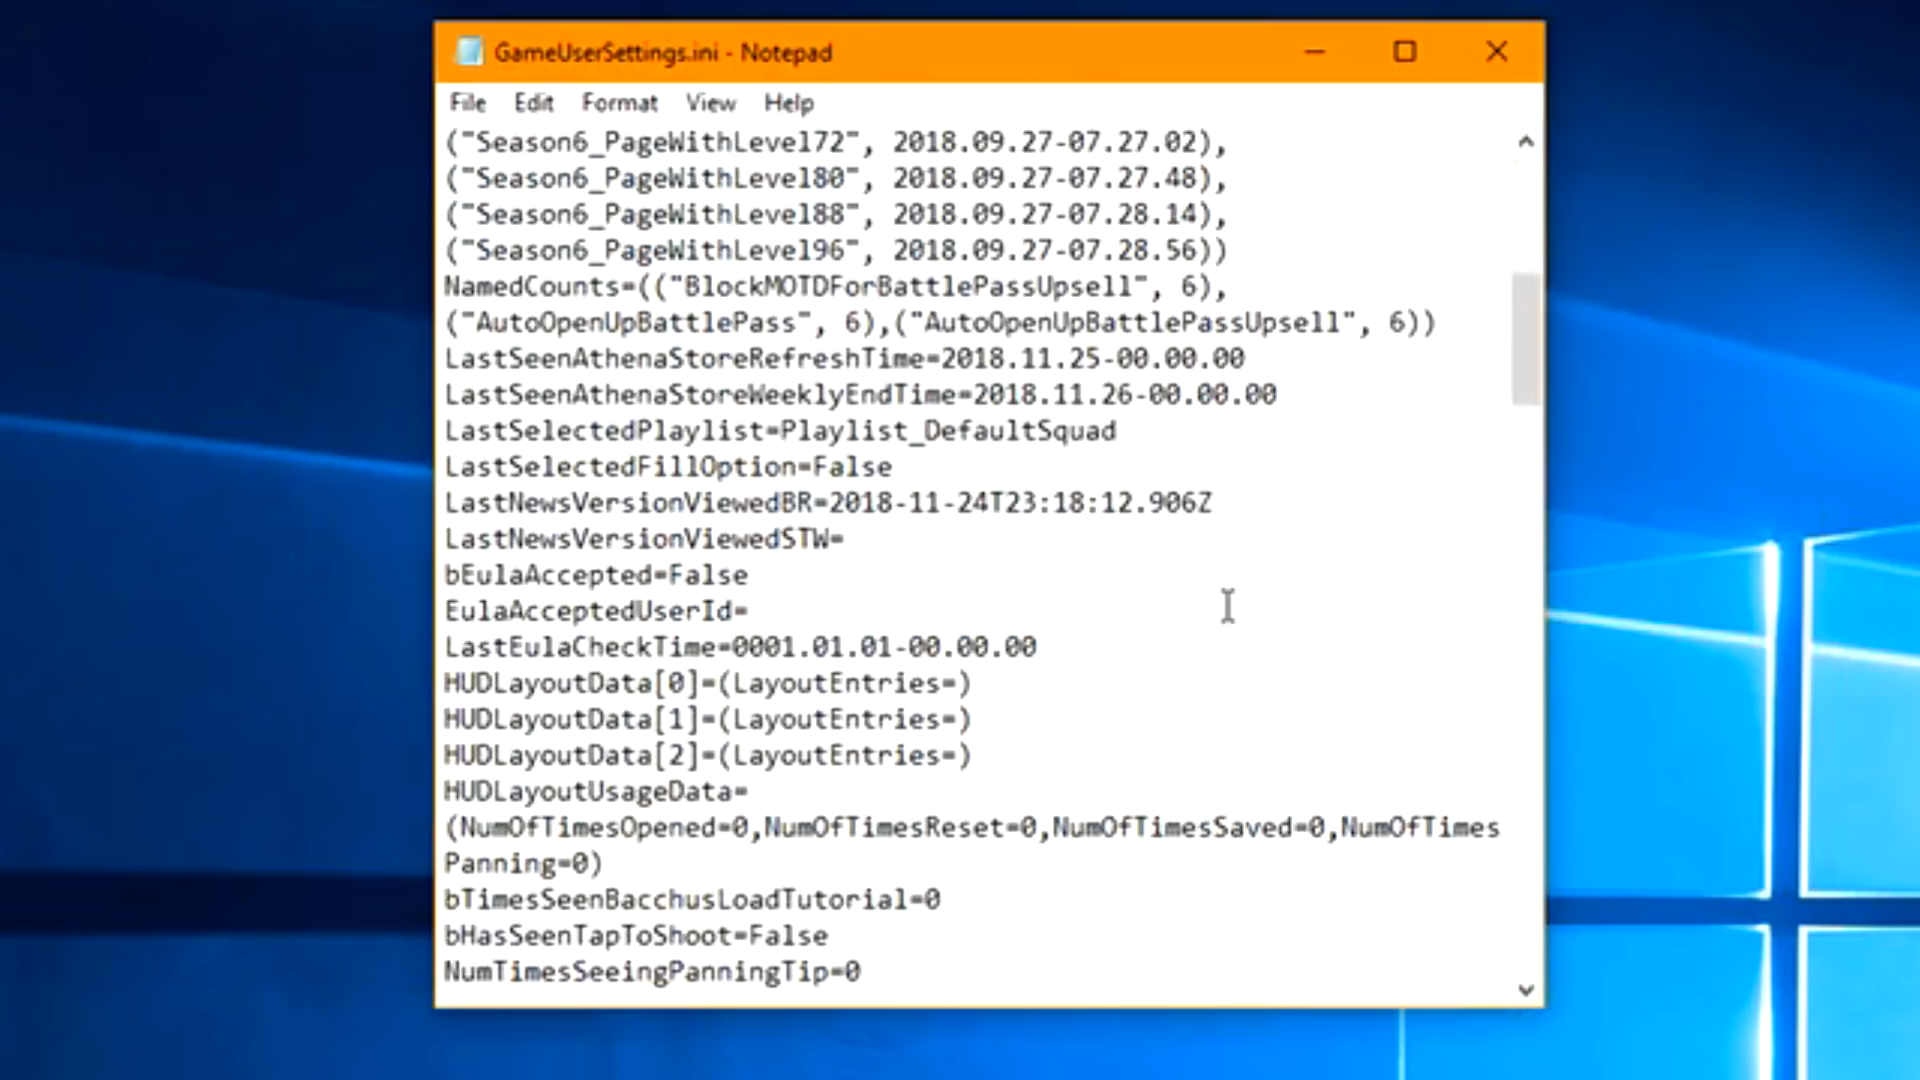 GameUserSettings.ini - Notepad
File Edit Format View Help
("Season6_PageWithLevel72", 2018.09.27-07.27.02),
("Season6_PageWithLevel80", 2018.09.27-07.27.48),
("Season6_PageWithLevel88", 2018.09.27-07.28.14),
("Season6_PageWithLevel96", 2018.09.27-07.28.56))
NamedCounts=(("BlockMOTDForBattlePassUpsell", 6),
("AutoOpenUpBattlePass", 6),("AutoOpenUpBattlePassUpsell", 6))
LastSeenAthenaStoreRefreshTime=2018.11.25-00.00.00
LastSeenAthenaStoreWeeklyEndTime=2018.11.26-00.00.00
LastSelectedPlaylist=Playlist_DefaultSquad
LastSelectedFillOption=False
LastNewsVersionViewedBR=2018-11-24T23:18:12.906Z
LastNewsVersionViewedSTW=
bEulaAccepted=False
EulaAcceptedUserId=
LastEulaCheckTime=0001.01.01-00.00.00
HUDLayoutData[0]=(LayoutEntries=)
HUDLayoutData[1]=(LayoutEntries=)
HUDLayoutData[2]=(LayoutEntries=)
HUDLayoutUsageData=
(NumOfTimesOpened=0,NumOfTimesReset=0,NumOfTimesSaved=0,NumOfTimes
Panning=0)
bTimesSeenBacchusLoadTutorial=0
bHasSeenTapToShoot=False
NumTimesSeeingPanningTip=0